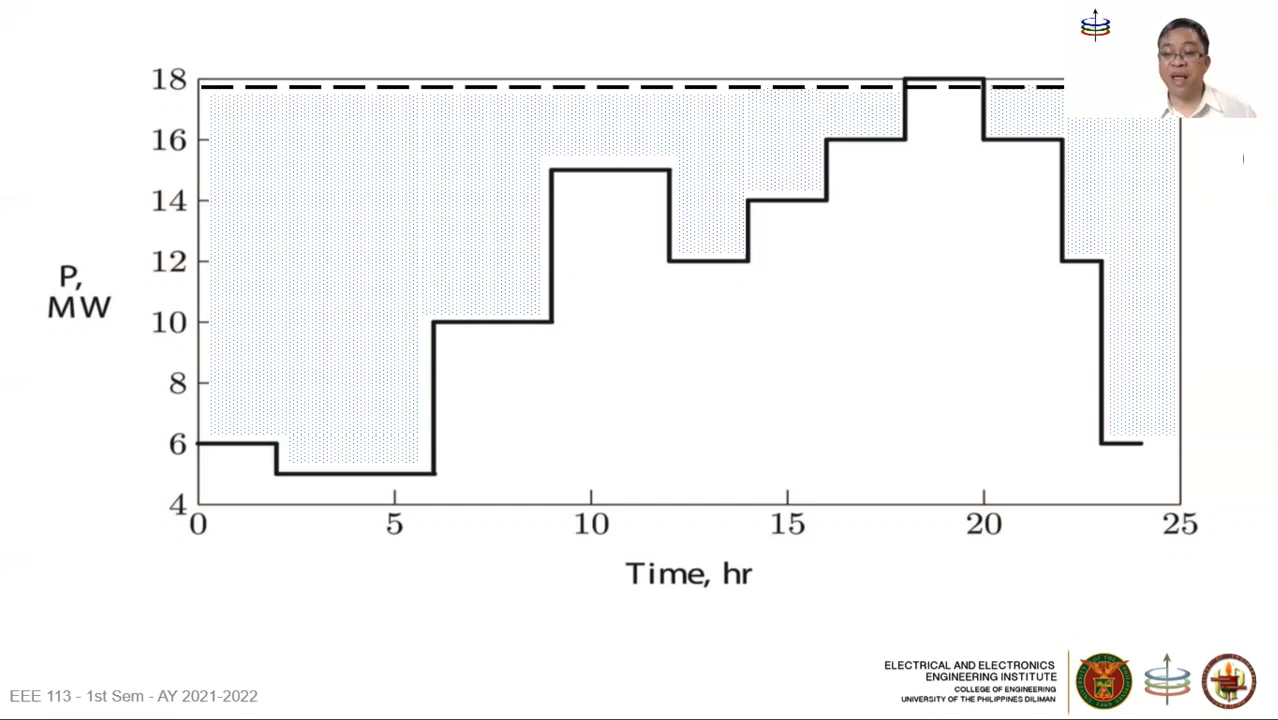 18
16
14
12
10
8
6
4
P,
MW
0 5 10 15 20 25
Time, hr
ELECTRICAL AND ELECTRONICS
ENGINEERING INSTITUTE
COLLEGE OF ENGINEERING
UNIVERSITY OF THE PHILIPPINES DILIMAN
EEE 113 - 1st Sem - AY 2021-2022